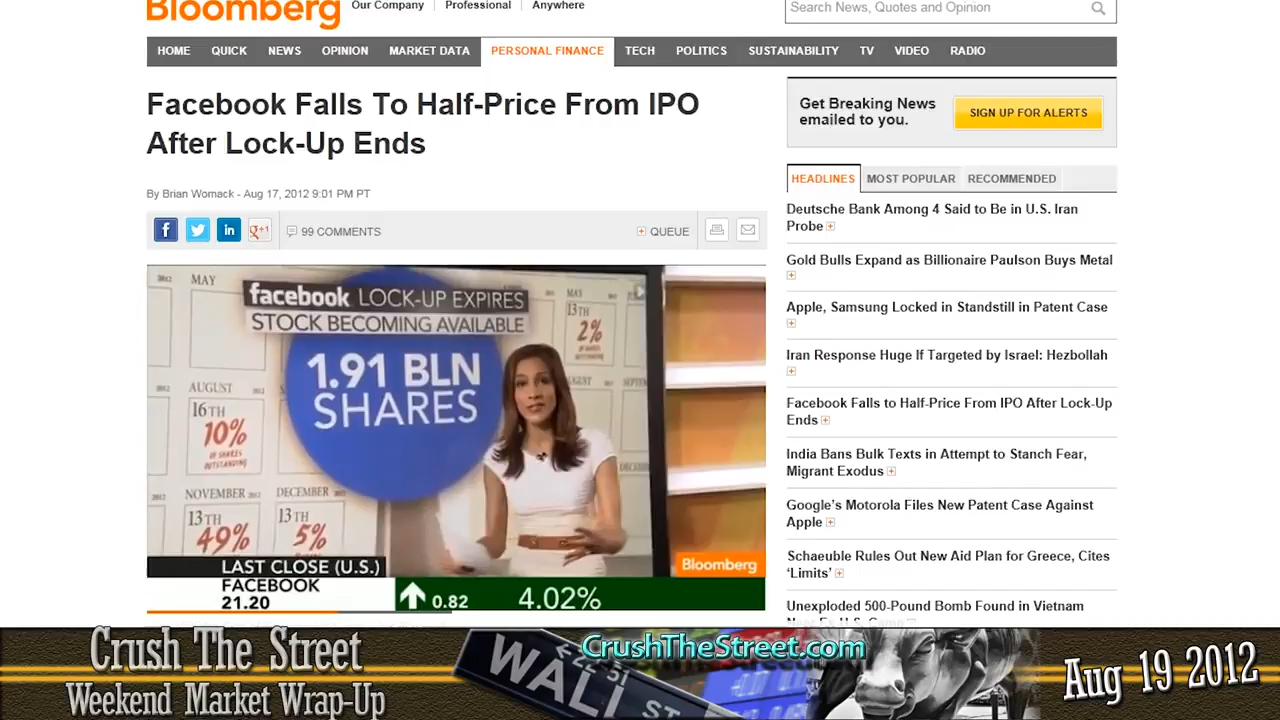 Bloomberg
Our Company
Professional
Anywhere
Search News, Quotes and Opinion
HOME QUICK NEWS OPINION MARKET DATA PERSONAL FINANCE TECH POLITICS SUSTAINABILITY TV VIDEO RADIO
Facebook Falls To Half-Price From IPO
After Lock-Up Ends
By Brian Womack - Aug 17, 2012 9:01 PM PT
f
in
g+1
99 COMMENTS
QUEUE
MAY
facebook LOCK-UP EXPIRES
STOCK BECOMING AVAILABLE
1.91 BLN
SHARES
MAY
13TH
2%
AUGUST 2012
16TH
10%
OF SHARES
OUTSTANDING
NOVEMBER 2012
13TH
49%
DECEMBER
13TH
5%
Bloomberg
LAST CLOSE (U.S.)
FACEBOOK
21.20
0.82
4.02%
Get Breaking News
emailed to you.
SIGN UP FOR ALERTS
HEADLINES MOST POPULAR RECOMMENDED
Deutsche Bank Among 4 Said to Be in U.S. Iran
Probe
Gold Bulls Expand as Billionaire Paulson Buys Metal
Apple, Samsung Locked in Standstill in Patent Case
Iran Response Huge If Targeted by Israel: Hezbollah
Facebook Falls to Half-Price From IPO After Lock-Up
Ends
India Bans Bulk Texts in Attempt to Stanch Fear,
Migrant Exodus
Google's Motorola Files New Patent Case Against
Apple
Schaeuble Rules Out New Aid Plan for Greece, Cites
‘Limits’
Unexploded 500-Pound Bomb Found in Vietnam
Crush The Street
Weekend Market Wrap-Up
WALL ST
CrushTheStreet.com
Aug 19 2012